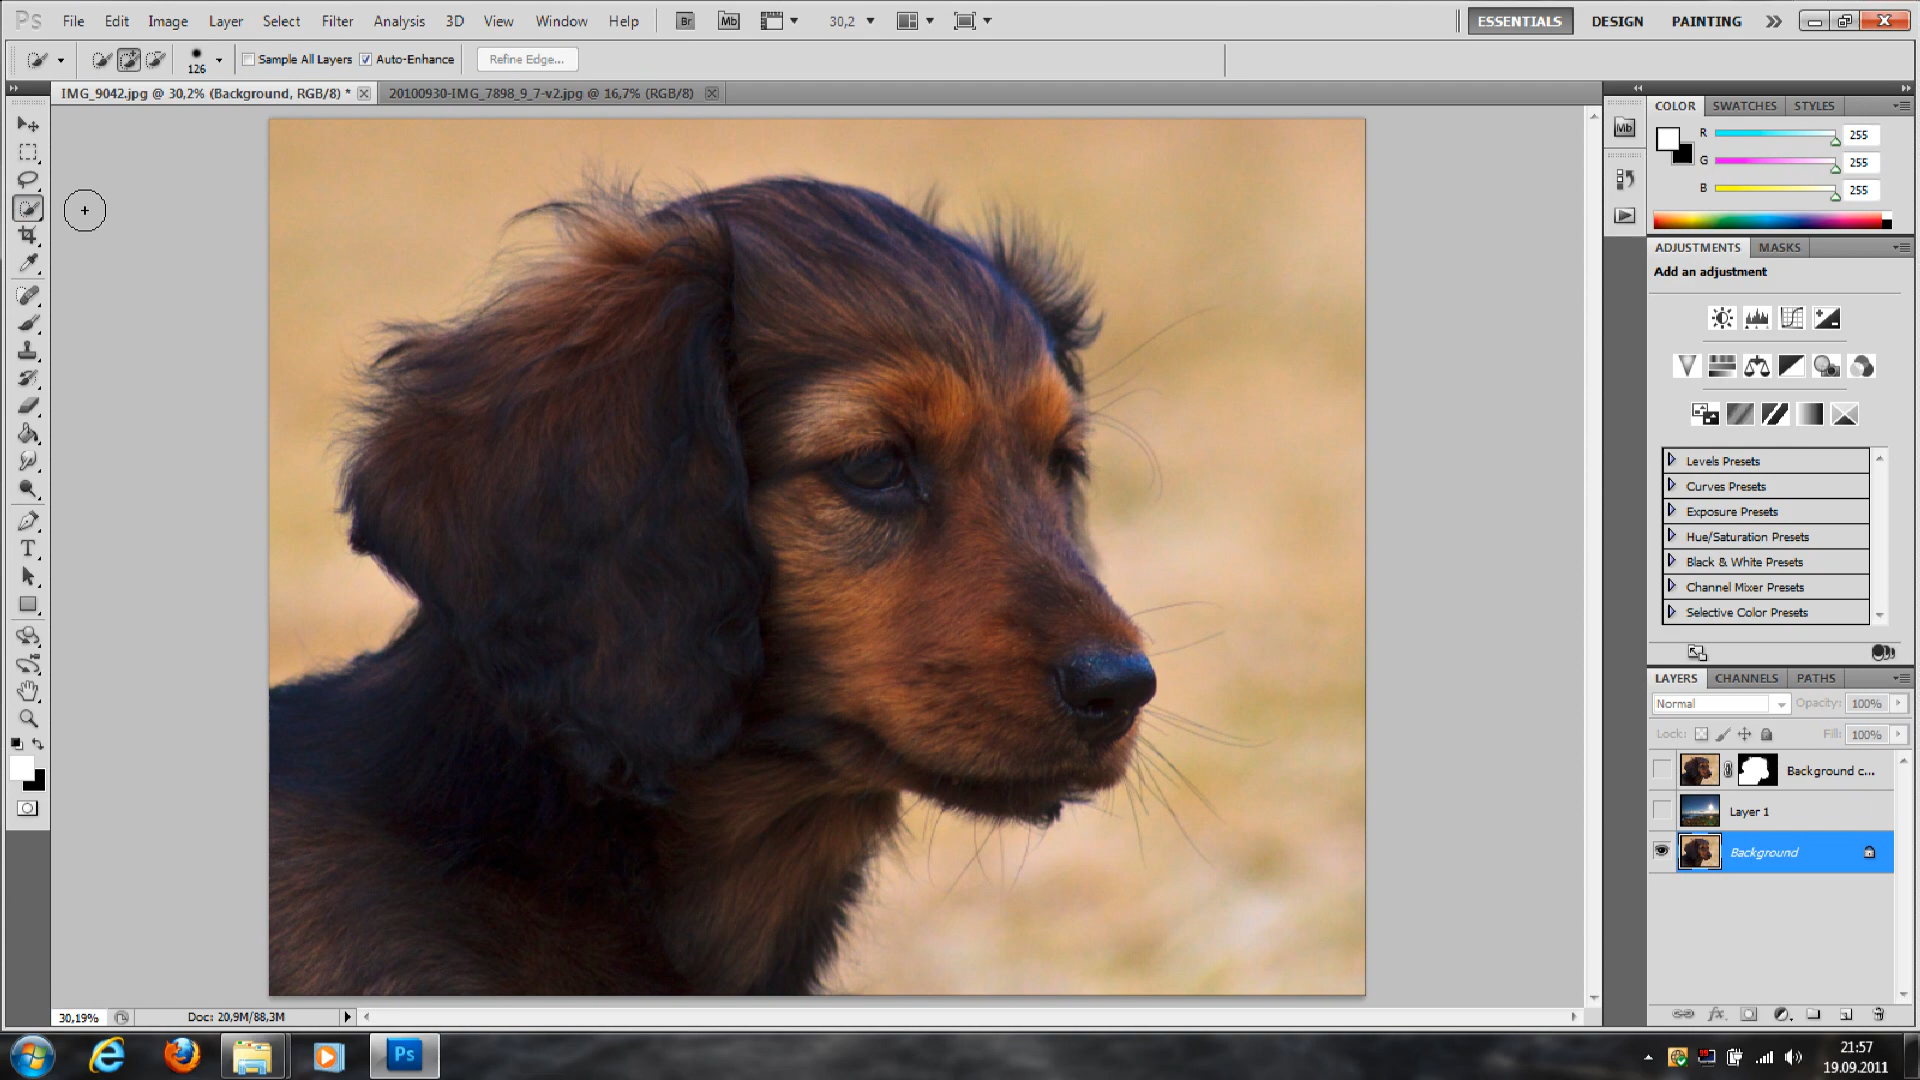 Ps File Edit Image Layer Select Filter Analysis 3D View Window Help Br Mb 30,2 ESSENTIALS DESIGN PAINTING
126 Sample All Layers Auto-Enhance Refine Edge...
IMG_9042.jpg @ 30,2% (Background, RGB/8) * 20100930-IMG_7898_9_7-v2.jpg @ 16,7% (RGB/8)
COLOR SWATCHES STYLES
Mb
R 255
G 255
B 255
ADJUSTMENTS MASKS
Add an adjustment
Levels Presets
Curves Presets
Exposure Presets
Hue/Saturation Presets
Black & White Presets
Channel Mixer Presets
Selective Color Presets
T
LAYERS CHANNELS PATHS
Normal Opacity: 100%
Lock: Fill: 100%
Background c...
Layer 1
Background
fx
30,19% Doc: 20,9M/88,3M
Ps
21:57
19.09.2011